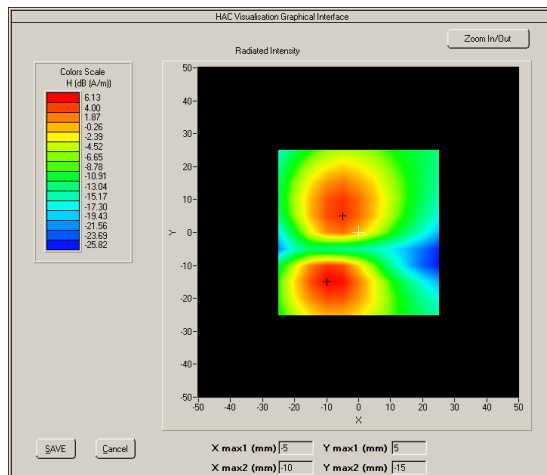 HAC Visualisation Graphical Interface
Zoom In/Out
Radiated Intensity
Colors Scale
H (dB (A/m))
6.13
4.00
1.87
-0.26
-2.39
-4.52
-6.65
-8.78
-10.91
-13.04
-15.17
-17.30
-19.43
-21.56
-23.69
-25.82
50
40
30
20
10
0
-10
-20
-30
-40
-50
Y
-50 -40 -30 -20 -10 0 10 20 30 40 50
X
SAVE Cancel
X max1 (mm) -5 Y max1 (mm) 5
X max2 (mm) -10 Y max2 (mm) -15